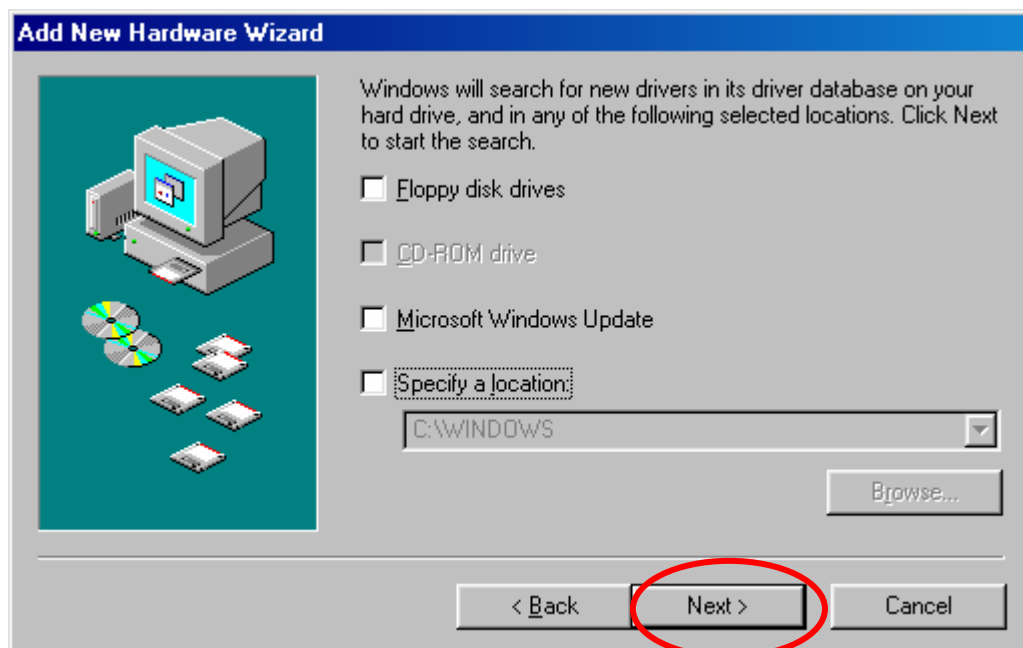 Add New Hardware Wizard
Windows will search for new drivers in its driver database on your
hard drive, and in any of the following selected locations. Click Next
to start the search.
Floppy disk drives
CD-ROM drive
Microsoft Windows Update
Specify a location:
C:\WINDOWS
Browse...
< Back Next > Cancel